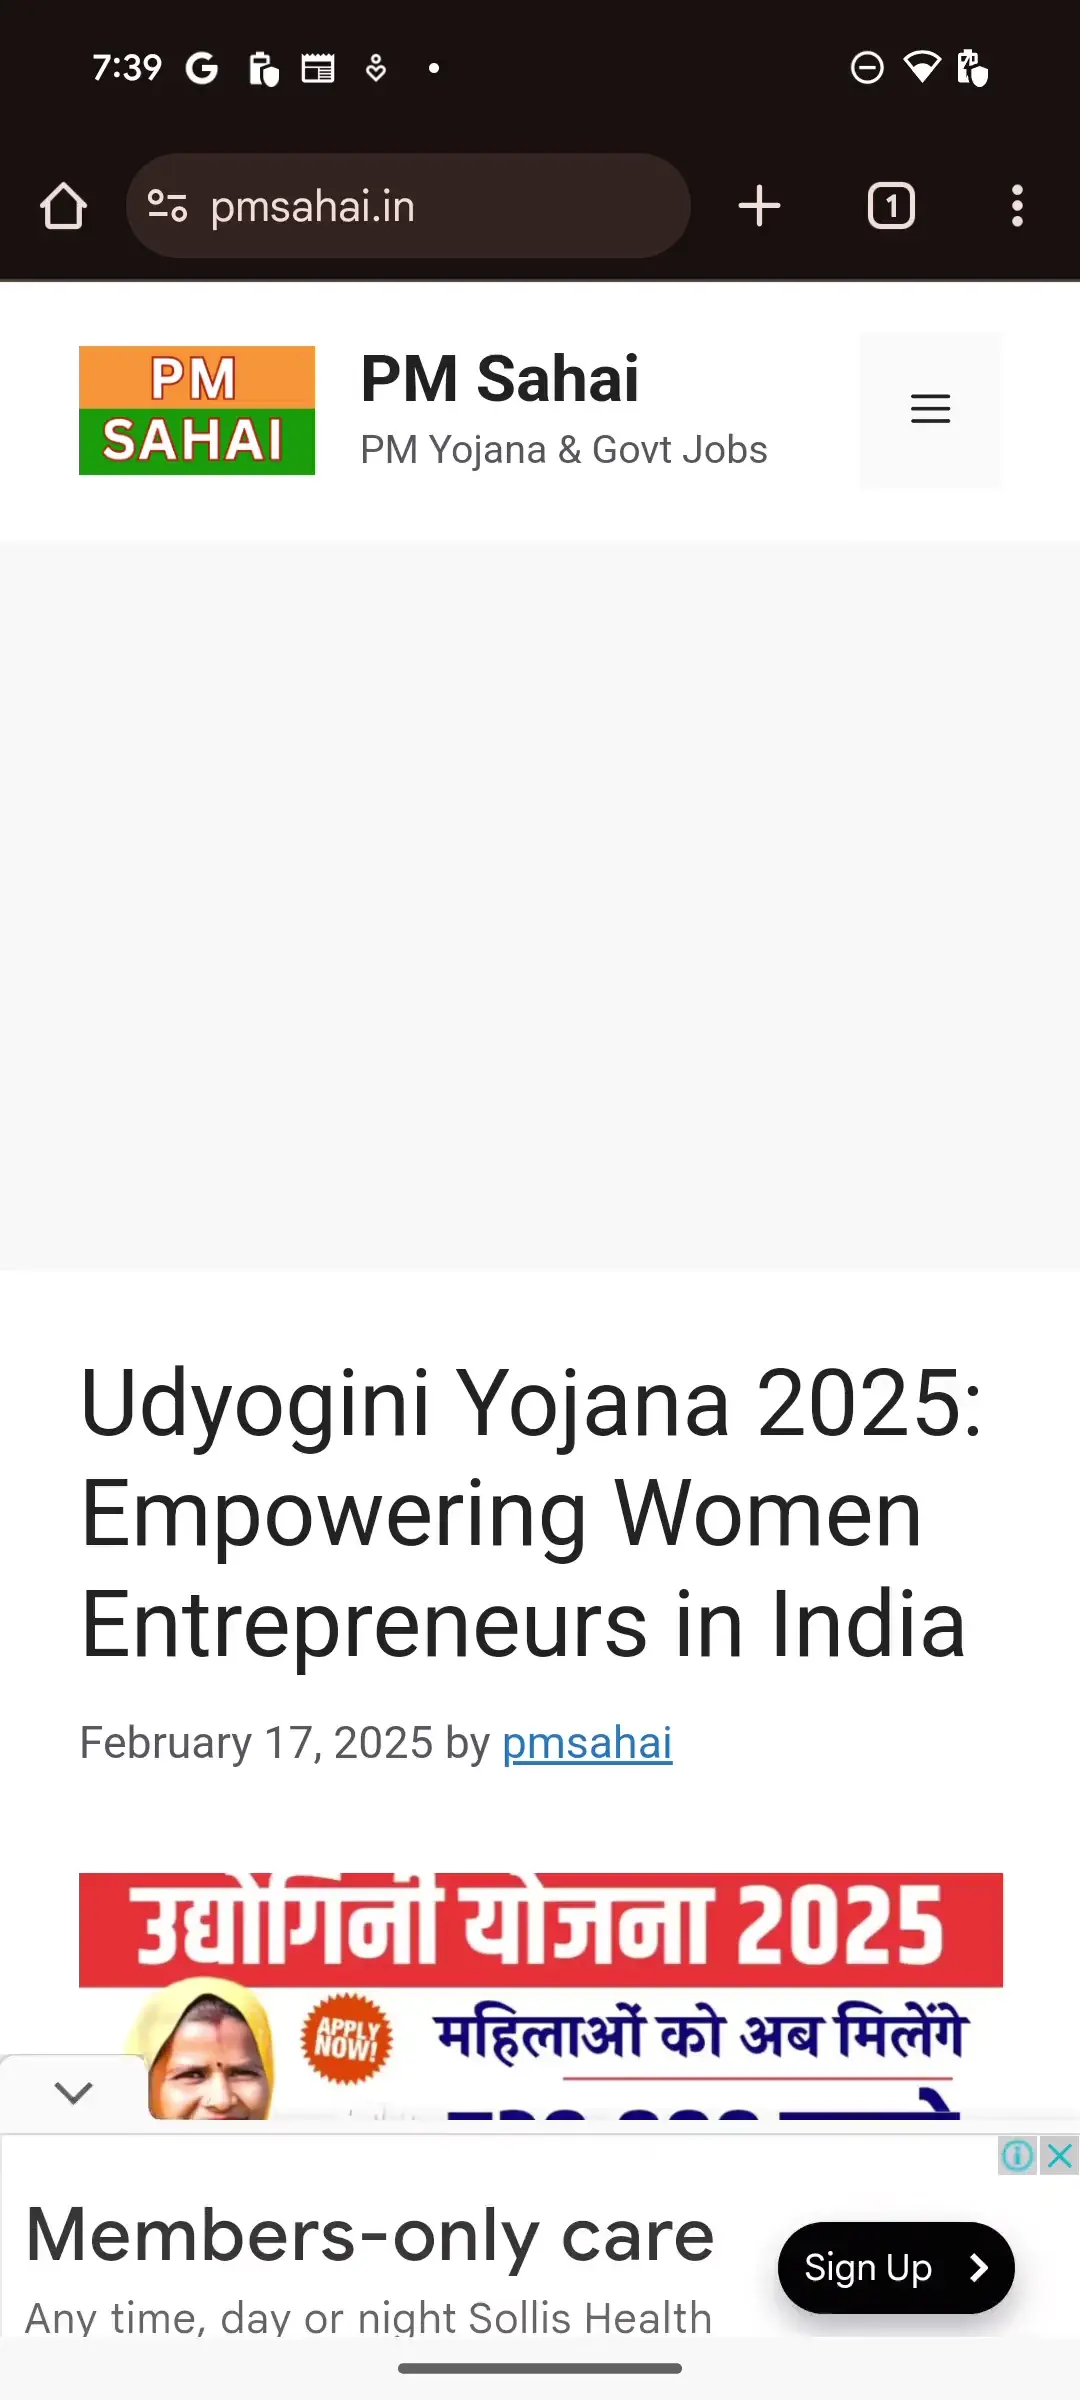 7:39
pmsahai.in
1
PM
SAHAI
PM Sahai
PM Yojana & Govt Jobs
Udyogini Yojana 2025:
Empowering Women
Entrepreneurs in India
February 17, 2025 by pmsahai
उद्योगिनी योजना 2025
APPLY
NOW!
महिलाओं को अब मिलेंगे
Members-only care
Sign Up
Any time, day or night Sollis Health